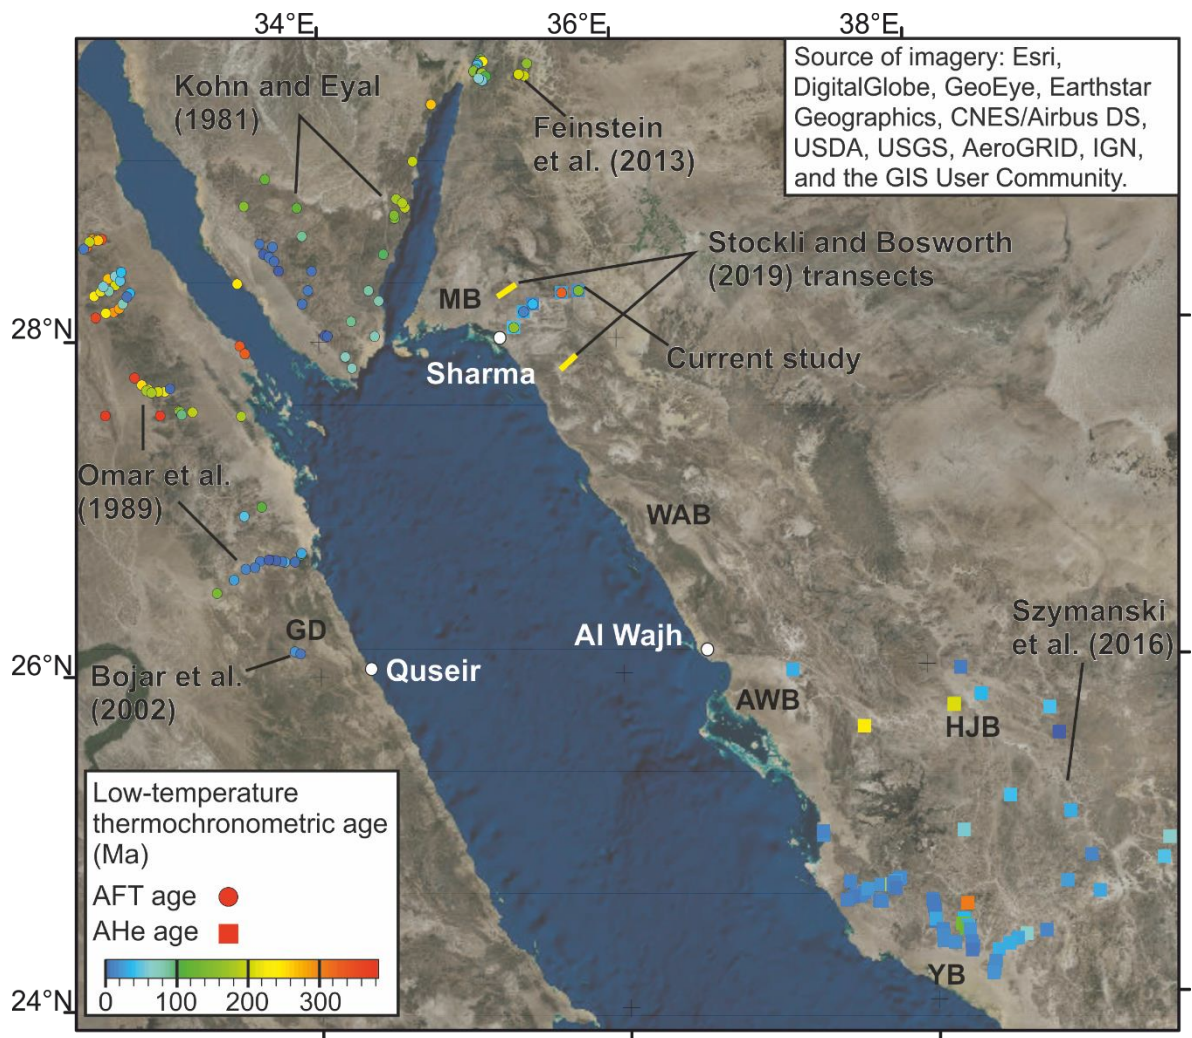 34°E
36°E
38°E
Source of imagery: Esri,
DigitalGlobe, GeoEye, Earthstar
Geographics, CNES/Airbus DS,
USDA, USGS, AeroGRID, IGN,
and the GIS User Community.
Kohn and Eyal
(1981)
Feinstein
et al. (2013)
Stockli and Bosworth
(2019) transects
MB
28°N
Sharma
Current study
Omar et al.
(1989)
WAB
GD
Al Wajh
Szymanski
et al. (2016)
26°N
Bojar et al.
(2002)
Quseir
AWB
HJB
Low-temperature
thermochronometric age
(Ma)
AFT age
AHe age
0 100 200 300
YB
24°N